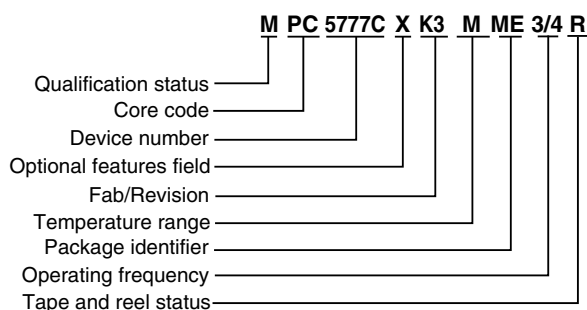 M PC 5777C X K3 M ME 3/4 R
Qualification status
Core code
Device number
Optional features field
Fab/Revision
Temperature range
Package identifier
Operating frequency
Tape and reel status